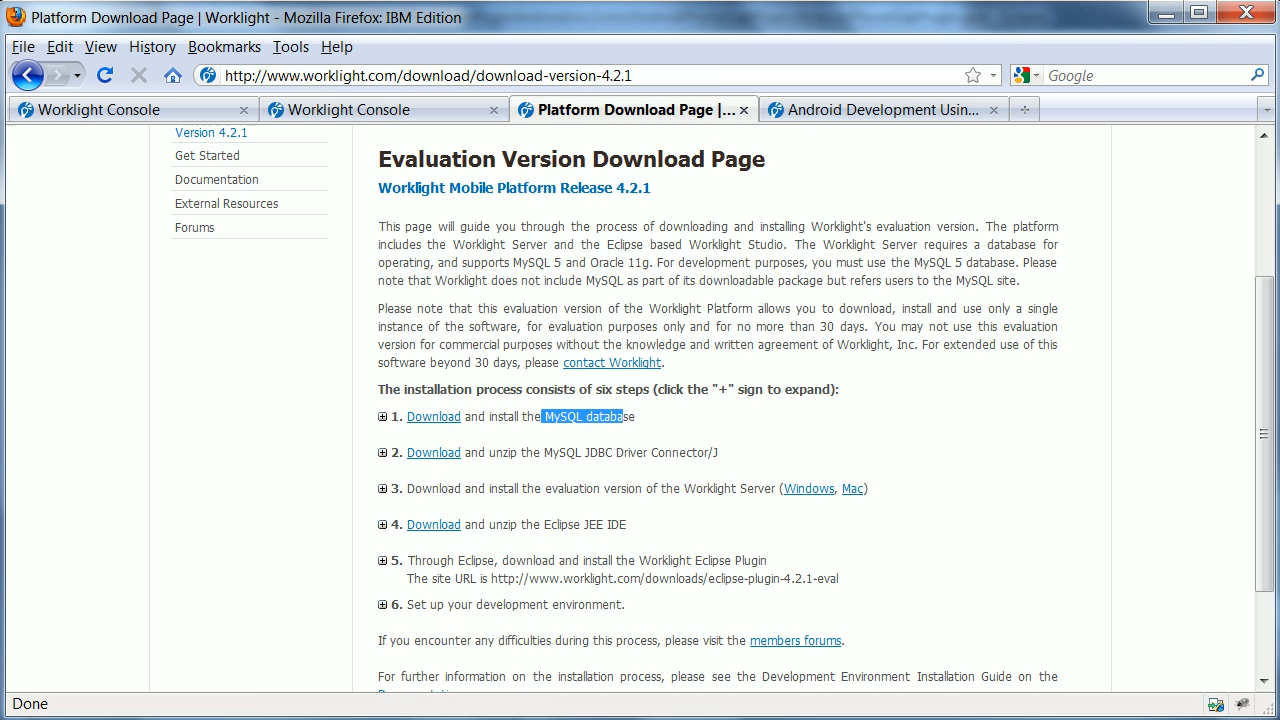 Platform Download Page | Worklight - Mozilla Firefox: IBM Edition
File Edit View History Bookmarks Tools Help
http://www.worklight.com/download/download-version-4.2.1
Google
Worklight Console
Worklight Console
Platform Download Page |...
Android Development Usin...
Version 4.2.1
Get Started
Documentation
External Resources
Forums
Evaluation Version Download Page
Worklight Mobile Platform Release 4.2.1
This page will guide you through the process of downloading and installing Worklight's evaluation version. The platform
includes the Worklight Server and the Eclipse based Worklight Studio. The Worklight Server requires a database for
operating, and supports MySQL 5 and Oracle 11g. For development purposes, you must use the MySQL 5 database. Please
note that Worklight does not include MySQL as part of its downloadable package but refers users to the MySQL site.
Please note that this evaluation version of the Worklight Platform allows you to download, install and use only a single
instance of the software, for evaluation purposes only and for no more than 30 days. You may not use this evaluation
version for commercial purposes without the knowledge and written agreement of Worklight, Inc. For extended use of this
software beyond 30 days, please contact Worklight.
The installation process consists of six steps (click the "+" sign to expand):
1. Download and install the MySQL database
2. Download and unzip the MySQL JDBC Driver Connector/J
3. Download and install the evaluation version of the Worklight Server (Windows, Mac)
4. Download and unzip the Eclipse JEE IDE
5. Through Eclipse, download and install the Worklight Eclipse Plugin
The site URL is http://www.worklight.com/downloads/eclipse-plugin-4.2.1-eval
6. Set up your development environment.
If you encounter any difficulties during this process, please visit the members forums.
For further information on the installation process, please see the Development Environment Installation Guide on the
Done